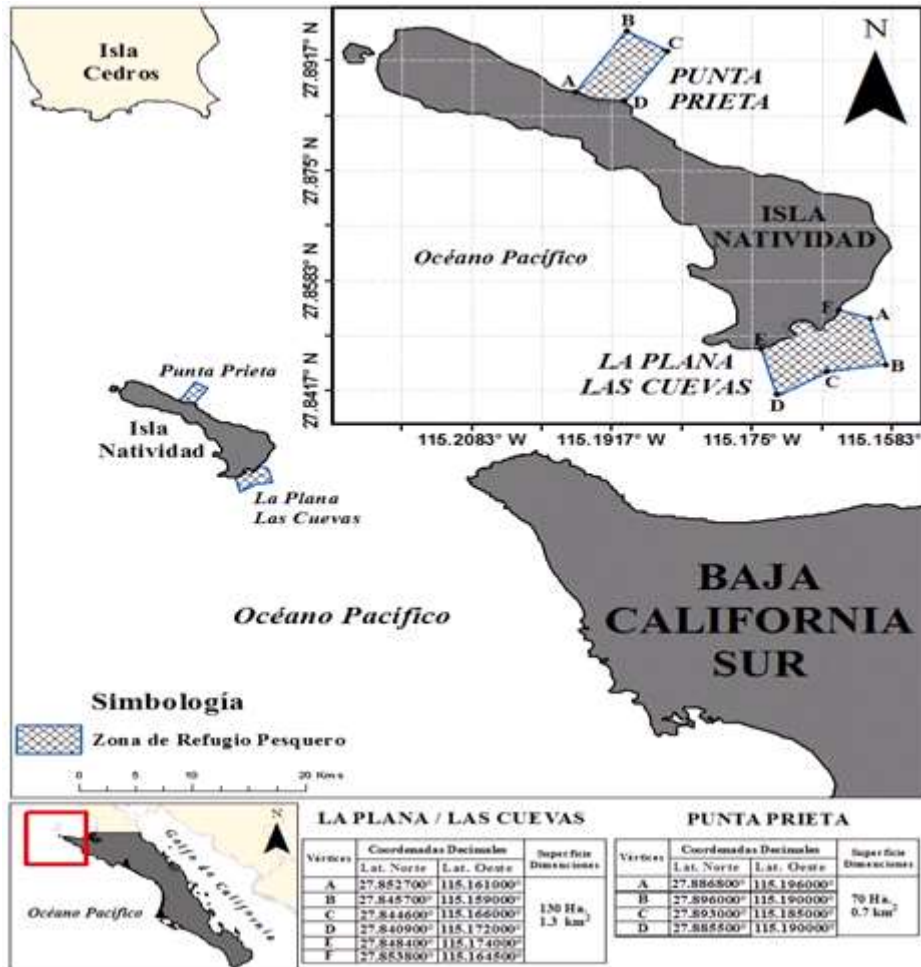 Isla
Cedros
N
27.8917° N
27.875° N
27.8583° N
27.8417° N
B
C
A
D
PUNTA
PRIETA
ISLA
NATIVIDAD
Océano Pacífico
F
A
E
B
C
D
LA PLANA
LAS CUEVAS
115.2083° W
115.1917° W
115.175° W
115.1583° W
Punta Prieta
Isla
Natividad
La Plana
Las Cuevas
Océano Pacífico
BAJA
CALIFORNIA
SUR
Simbología
Zona de Refugio Pesquero
0 5 10 20 Kms
N
Golfo de California
Océano Pacífico
LA PLANA / LAS CUEVAS
Vértices Coordenadas Decimales Superficie
Lat. Norte Lat. Oeste Dimensiones
A 27.852700° 115.161000°
B 27.845700° 115.159000°
C 27.844600° 115.166000°
D 27.840900° 115.172000°
E 27.848400° 115.174000°
F 27.853800° 115.164500°
130 Ha.
1.3 km²
PUNTA PRIETA
Vértices Coordenadas Decimales Superficie
Lat. Norte Lat. Oeste Dimensiones
A 27.886800° 115.196000°
B 27.896000° 115.190000°
C 27.893000° 115.185000°
D 27.885500° 115.190000°
70 Ha.
0.7 km²